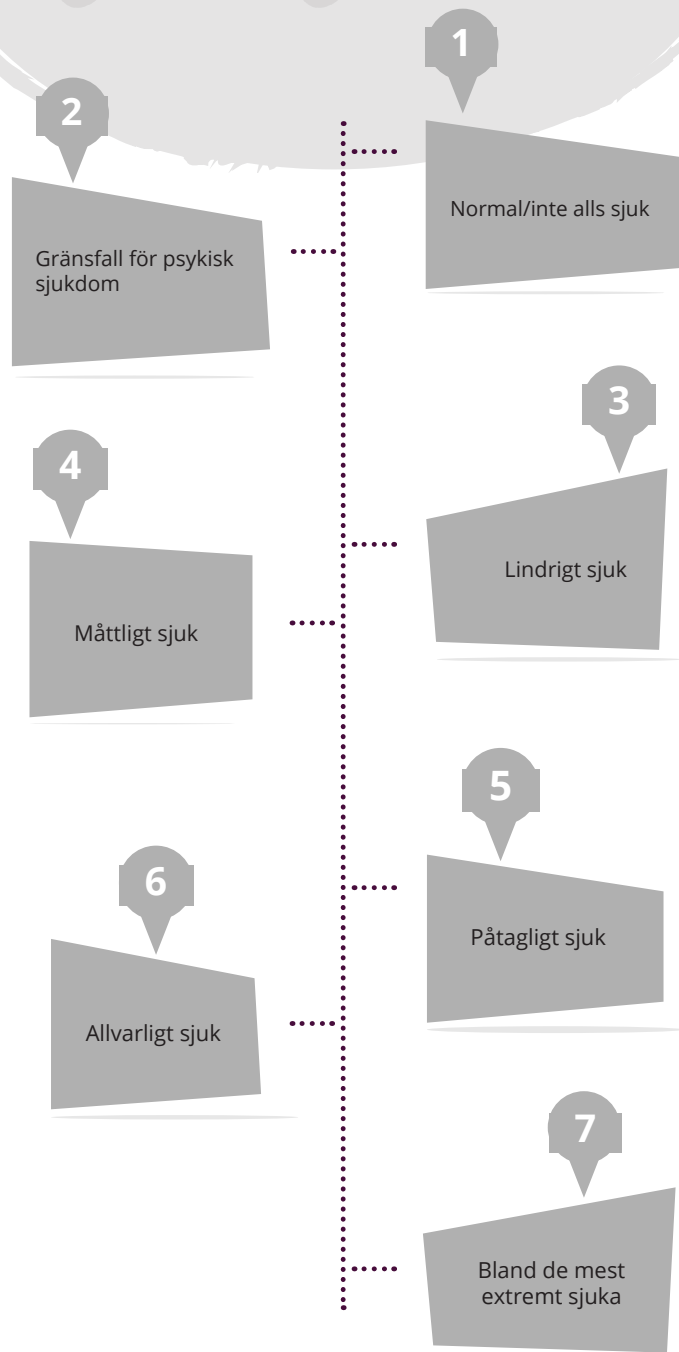 1
Normal/inte alls sjuk
2
Gränsfall för psykisk
sjukdom
3
Lindrigt sjuk
4
Måttligt sjuk
5
Påtagligt sjuk
6
Allvarligt sjuk
7
Bland de mest
extremt sjuka